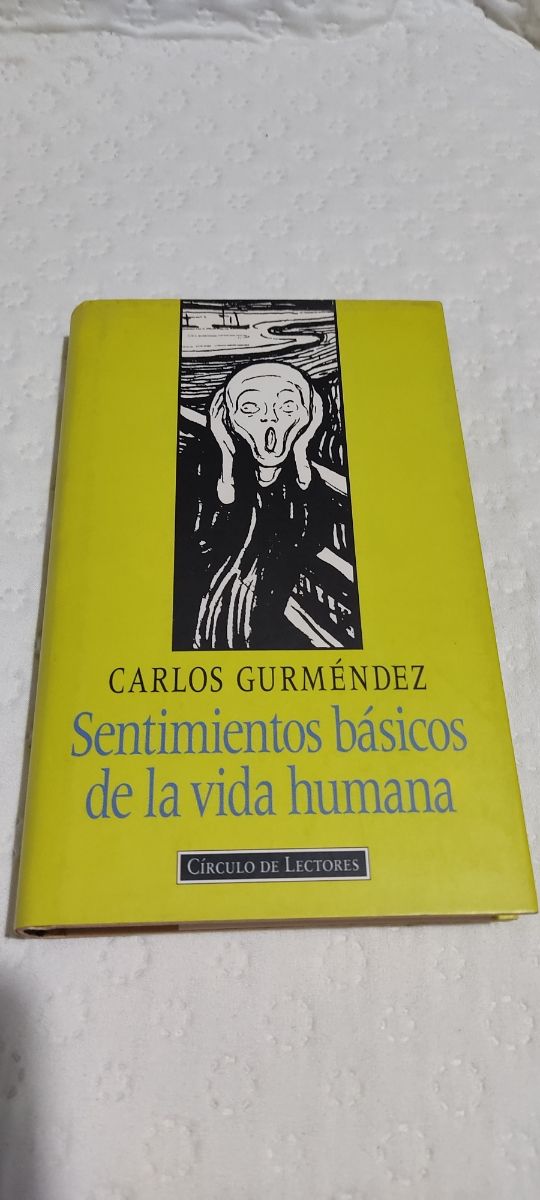 CARLOS GURMÉNDEZ
Sentimientos básicos
de la vida humana
CÍRCULO DE LECTORES